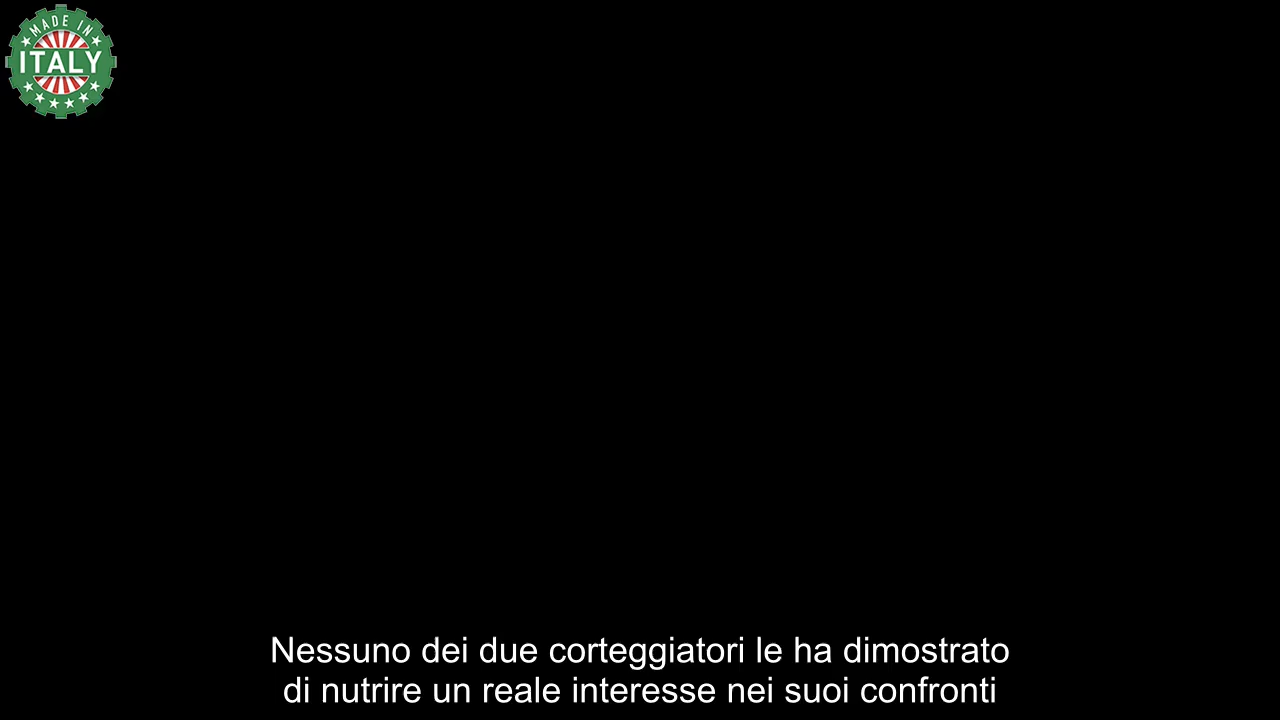 MADE IN
ITALY
Nessuno dei due corteggiatori le ha dimostrato
di nutrire un reale interesse nei suoi confronti